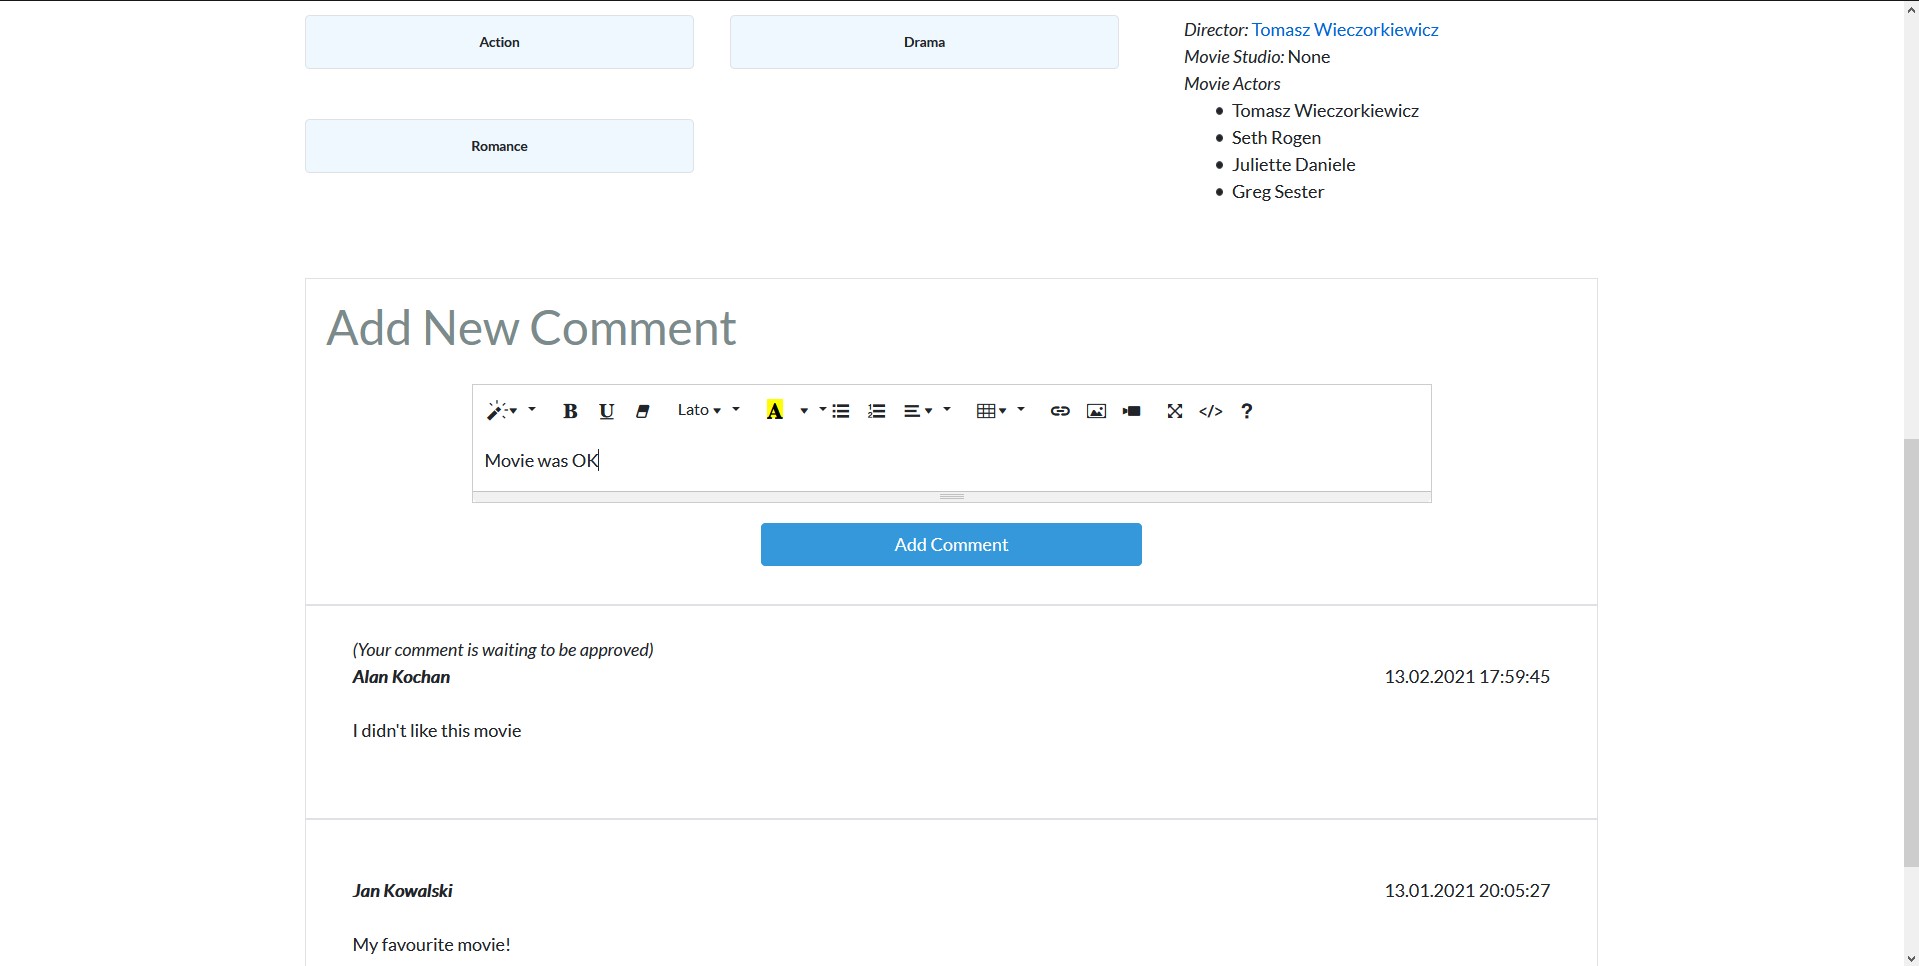 Action
Drama
Romance
Director: Tomasz Wieczorkiewicz
Movie Studio: None
Movie Actors
Tomasz Wieczorkiewicz
Seth Rogen
Juliette Daniele
Greg Sester
Add New Comment
B U Lato A </> ?
Movie was OK
Add Comment
(Your comment is waiting to be approved)
Alan Kochan 13.02.2021 17:59:45
I didn't like this movie
Jan Kowalski 13.01.2021 20:05:27
My favourite movie!